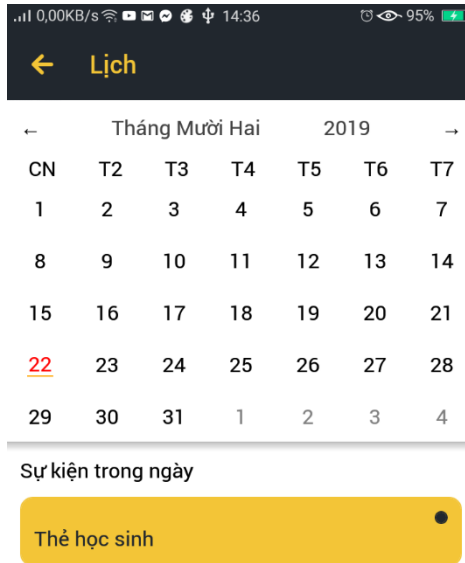 0,00KB/s 14:36 95%
← Lịch
← Tháng Mười Hai 2019 →
CN T2 T3 T4 T5 T6 T7
1 2 3 4 5 6 7
8 9 10 11 12 13 14
15 16 17 18 19 20 21
22 23 24 25 26 27 28
29 30 31 1 2 3 4
Sự kiện trong ngày
Thẻ học sinh